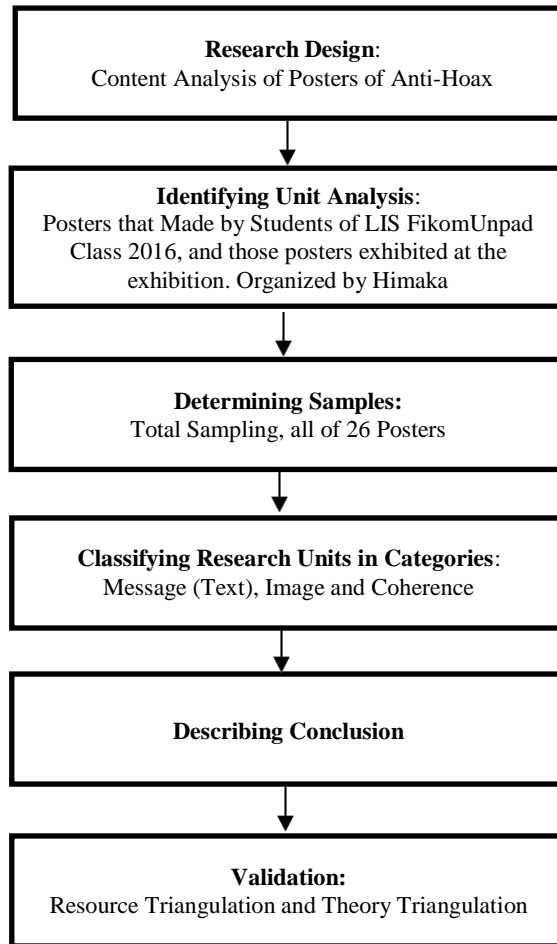 Research Design:
Content Analysis of Posters of Anti-Hoax
Identifying Unit Analysis:
Posters that Made by Students of LIS FikomUnpad
Class 2016, and those posters exhibited at the
exhibition. Organized by Himaka
Determining Samples:
Total Sampling, all of 26 Posters
Classifying Research Units in Categories:
Message (Text), Image and Coherence
Describing Conclusion
Validation:
Resource Triangulation and Theory Triangulation